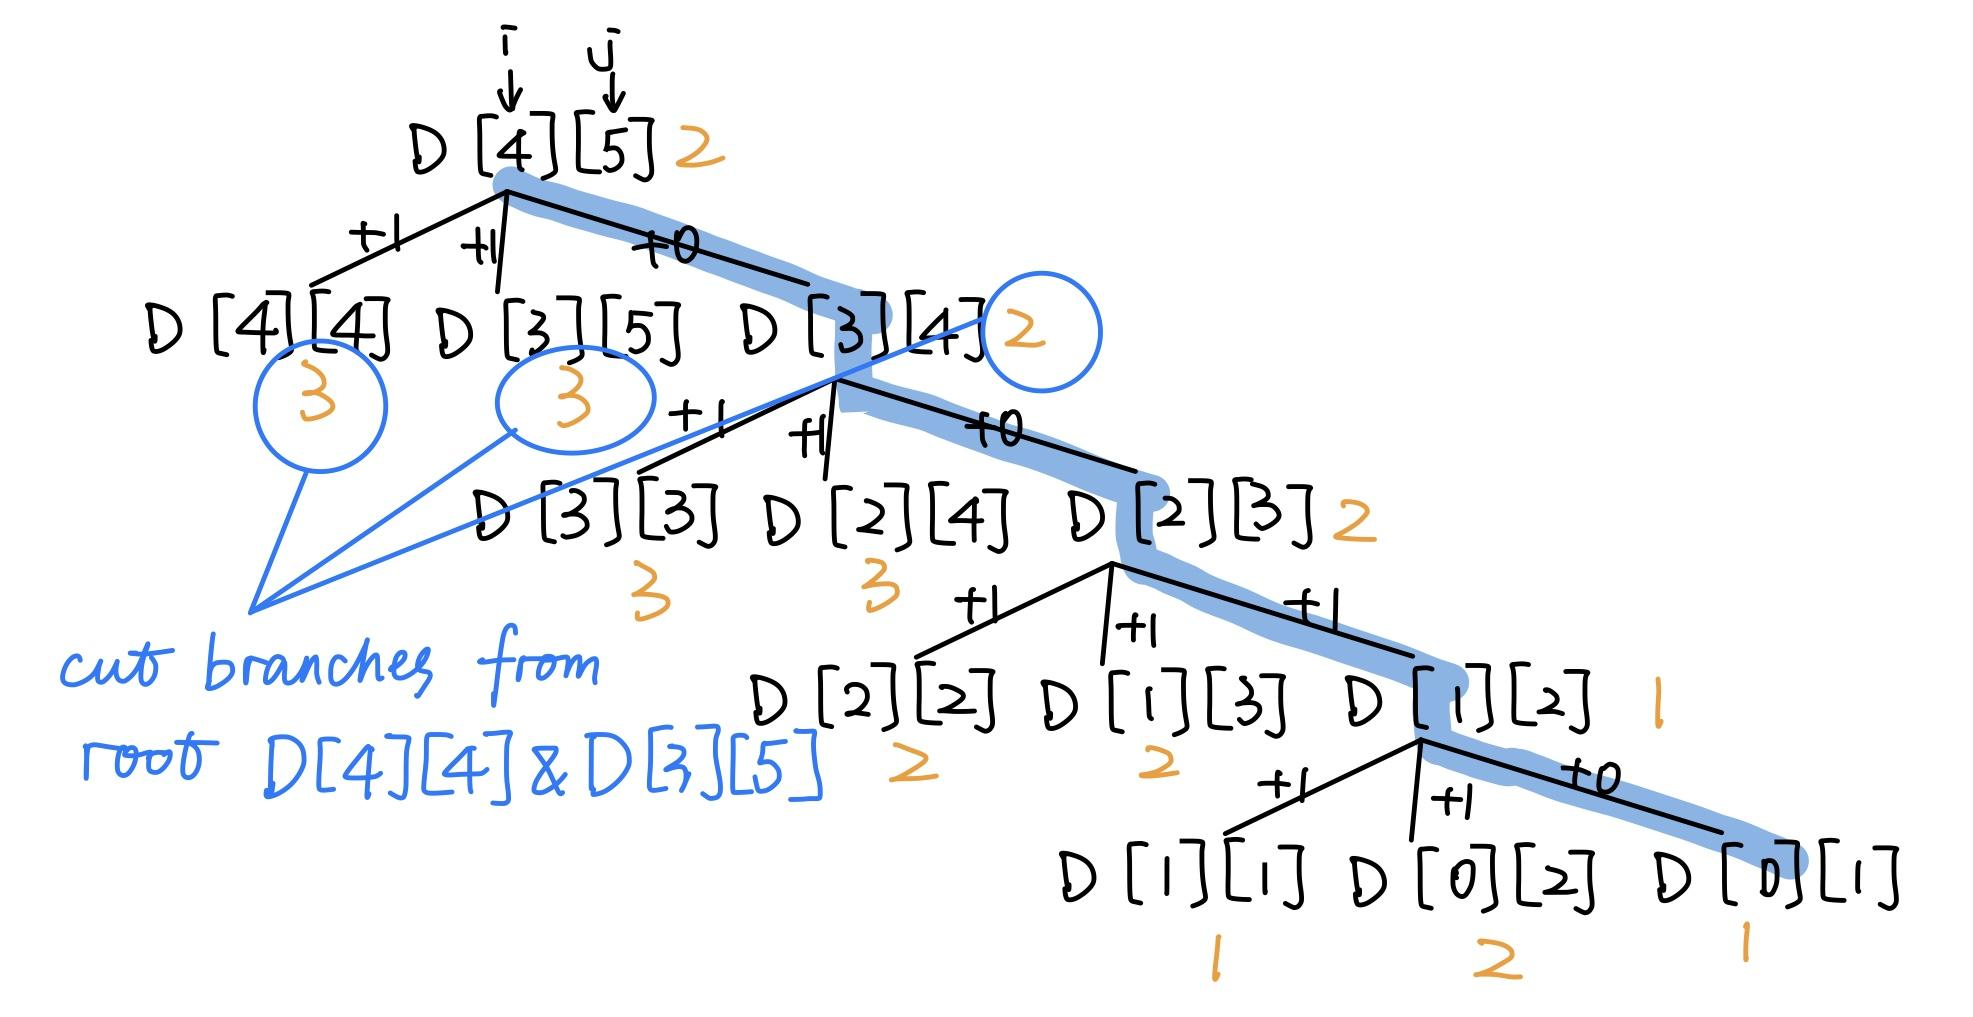 i j
D [4][5] 2
+1 +1 +0
D [4][4] D [3][5] D [3][4] 2
3 3
+1 +1 +0
D [3][3] D [2][4] D [2][3] 2
3 3
+1 +1 +1
cut branches from
root D[4][4] & D[3][5]
D [2][2] D [1][3] D [1][2] 1
2 2
+1 +1 +0
D [1][1] D [0][2] D [0][1]
1 2 1